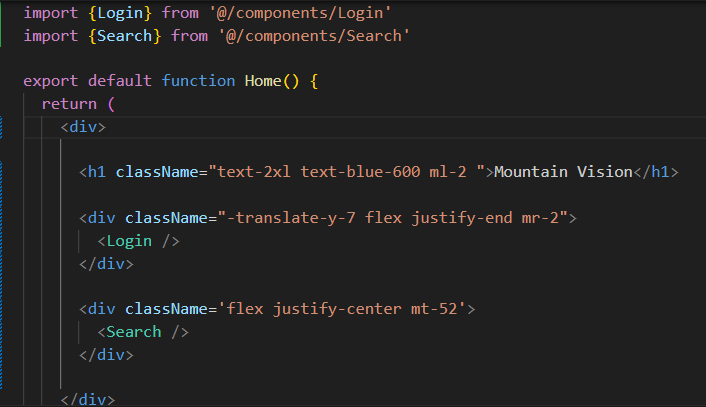 import {Login} from '@/components/Login'
import {Search} from '@/components/Search'
export default function Home() {
return (
<div>
<h1 className="text-2xl text-blue-600 ml-2 ">Mountain Vision</h1>
<div className="-translate-y-7 flex justify-end mr-2">
<Login />
</div>
<div className='flex justify-center mt-52'>
<Search />
</div>
</div>